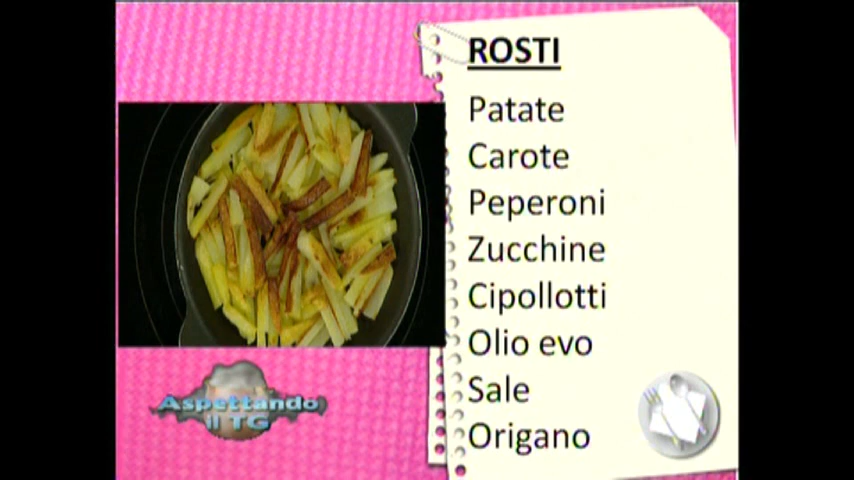 ROSTI
Patate
Carote
Peperoni
Zucchine
Cipollotti
Olio evo
Sale
Origano
Aspettando
il TG